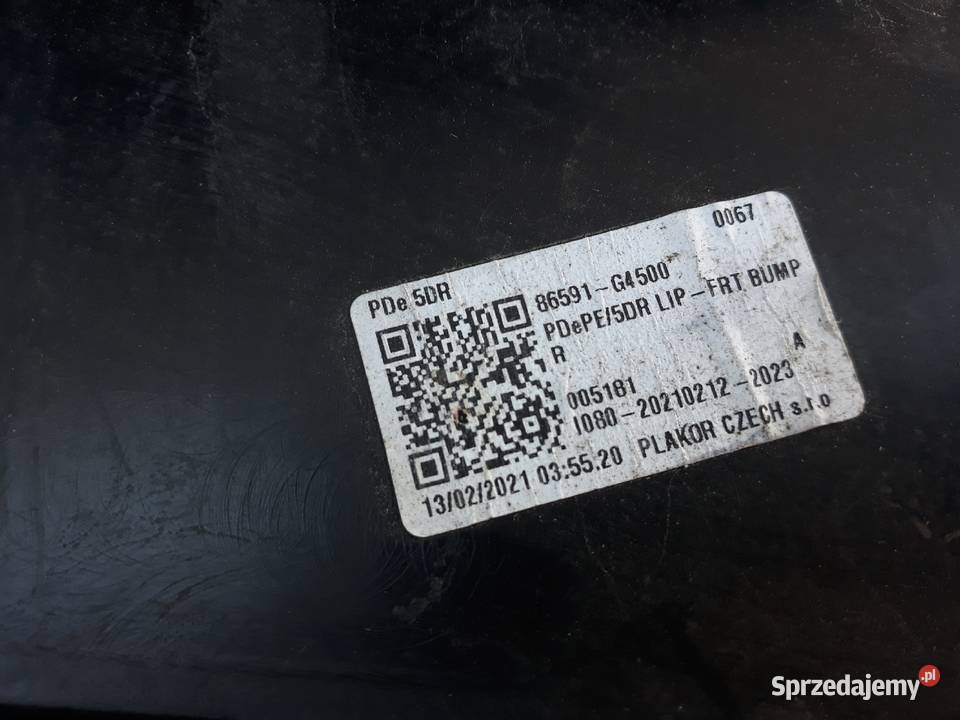 0067
PDe 5DR
86591-G4500
PDePE/5DR LIP-FRT BUMP
R
A
005181
1080-20210212-2023
13/02/2021 03:55.20 PLAKOR CZECH s.r.o
Sprzedajemy.pl